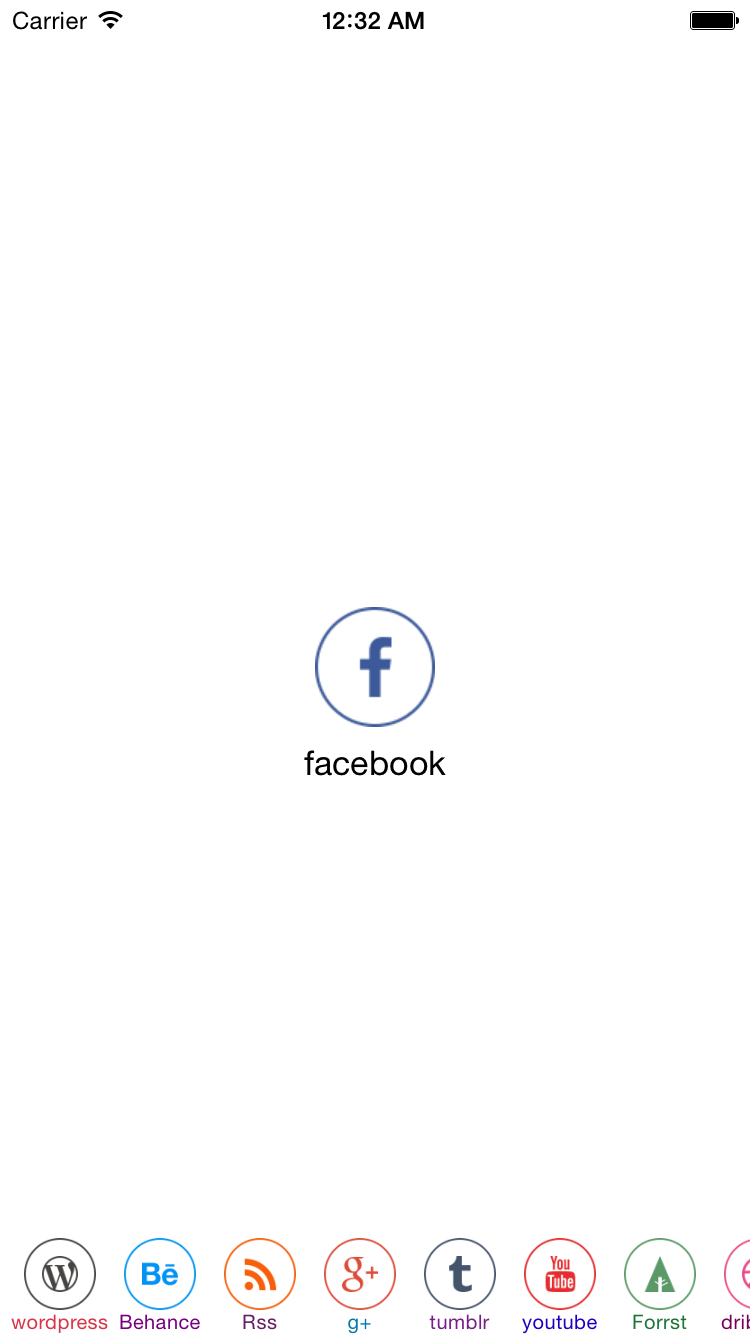 Carrier 12:32 AM
f
facebook
W Bē g+ t You Tube
wordpress Behance Rss g+ tumblr youtube Forrst drib